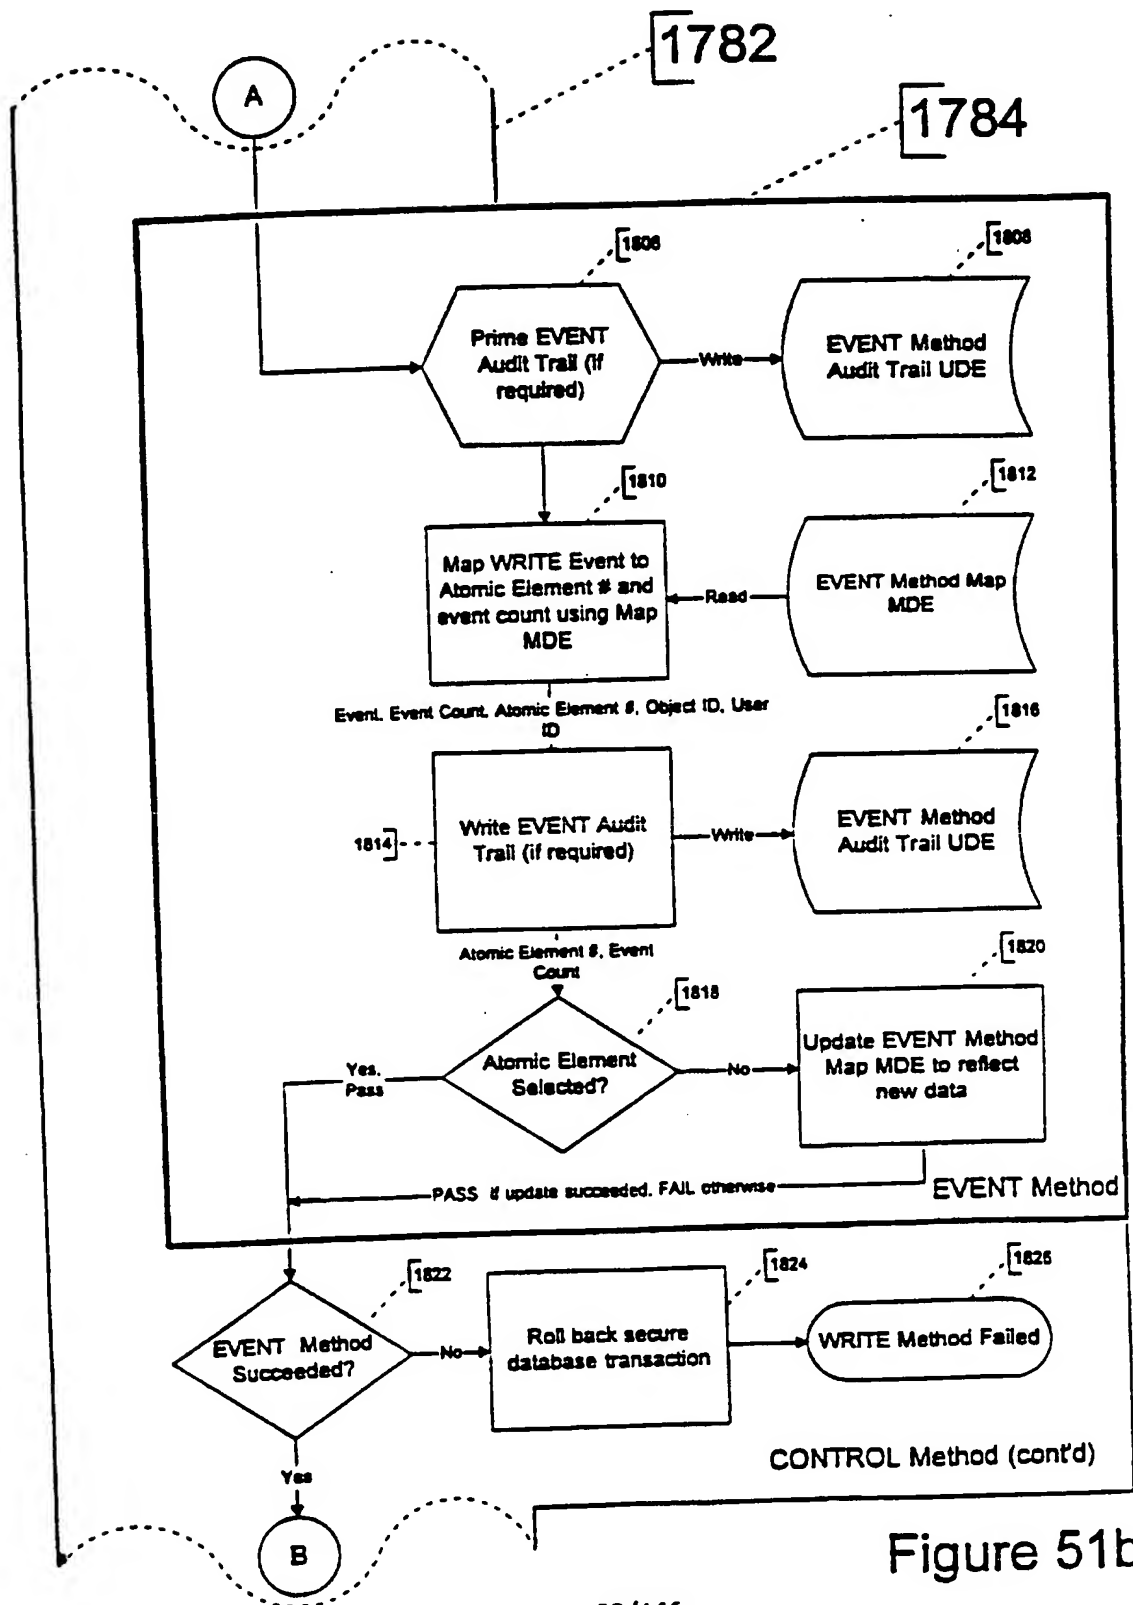 1782
A
1784
1806
1808
Prime EVENT
Audit Trail (if
required)
Write
EVENT Method
Audit Trail UDE
1810
1812
Map WRITE Event to
Atomic Element # and
event count using Map
MDE
Read
EVENT Method Map
MDE
Event, Event Count, Atomic Element #, Object ID, User
ID
1816
1814
Write EVENT Audit
Trail (if required)
Write
EVENT Method
Audit Trail UDE
Atomic Element #, Event
Count
1818
1820
Yes,
Pass
Atomic Element
Selected?
No
Update EVENT Method
Map MDE to reflect
new data
PASS if update succeeded, FAIL otherwise
EVENT Method
1822
1824
1826
EVENT Method
Succeeded?
No
Roll back secure
database transaction
WRITE Method Failed
Yes
CONTROL Method (cont'd)
B
Figure 51b